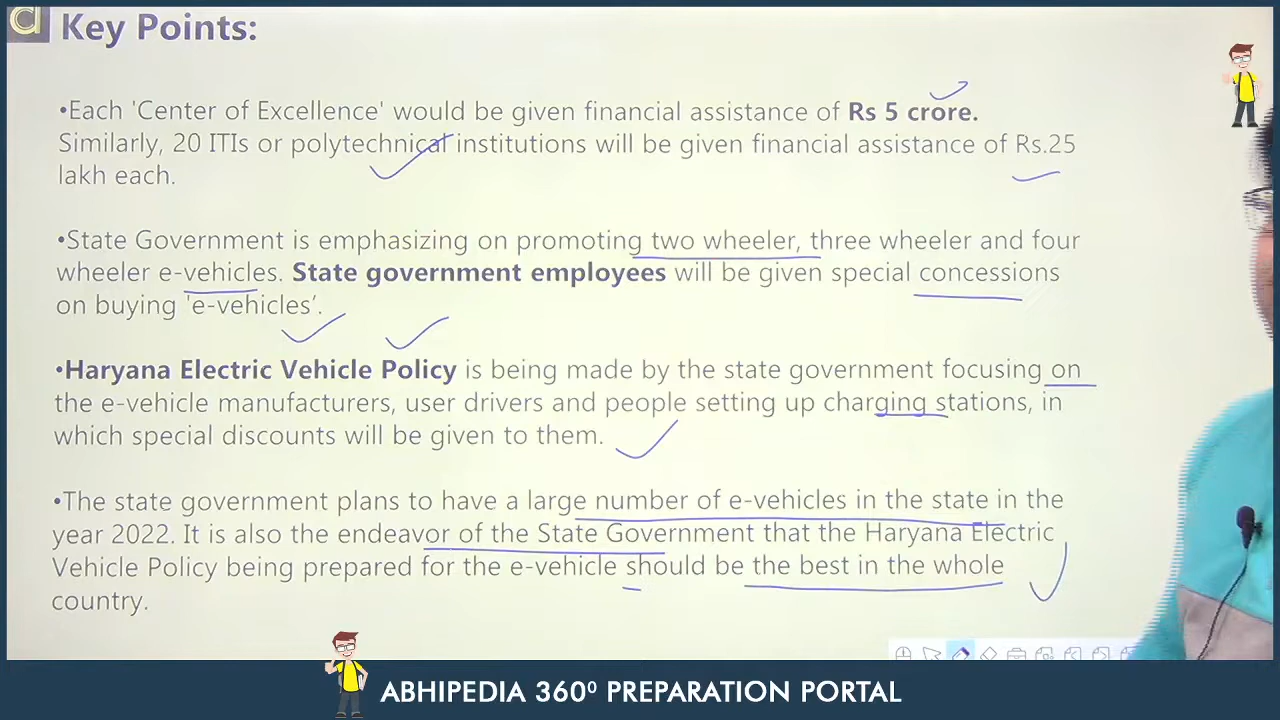 a Key Points:
•Each 'Center of Excellence' would be given financial assistance of Rs 5 crore.
Similarly, 20 ITIs or polytechnical institutions will be given financial assistance of Rs.25
lakh each.
•State Government is emphasizing on promoting two wheeler, three wheeler and four
wheeler e-vehicles. State government employees will be given special concessions
on buying 'e-vehicles’.
•Haryana Electric Vehicle Policy is being made by the state government focusing on
the e-vehicle manufacturers, user drivers and people setting up charging stations, in
which special discounts will be given to them.
•The state government plans to have a large number of e-vehicles in the state in the
year 2022. It is also the endeavor of the State Government that the Haryana Electric
Vehicle Policy being prepared for the e-vehicle should be the best in the whole
country.
ABHIPEDIA 360⁰ PREPARATION PORTAL